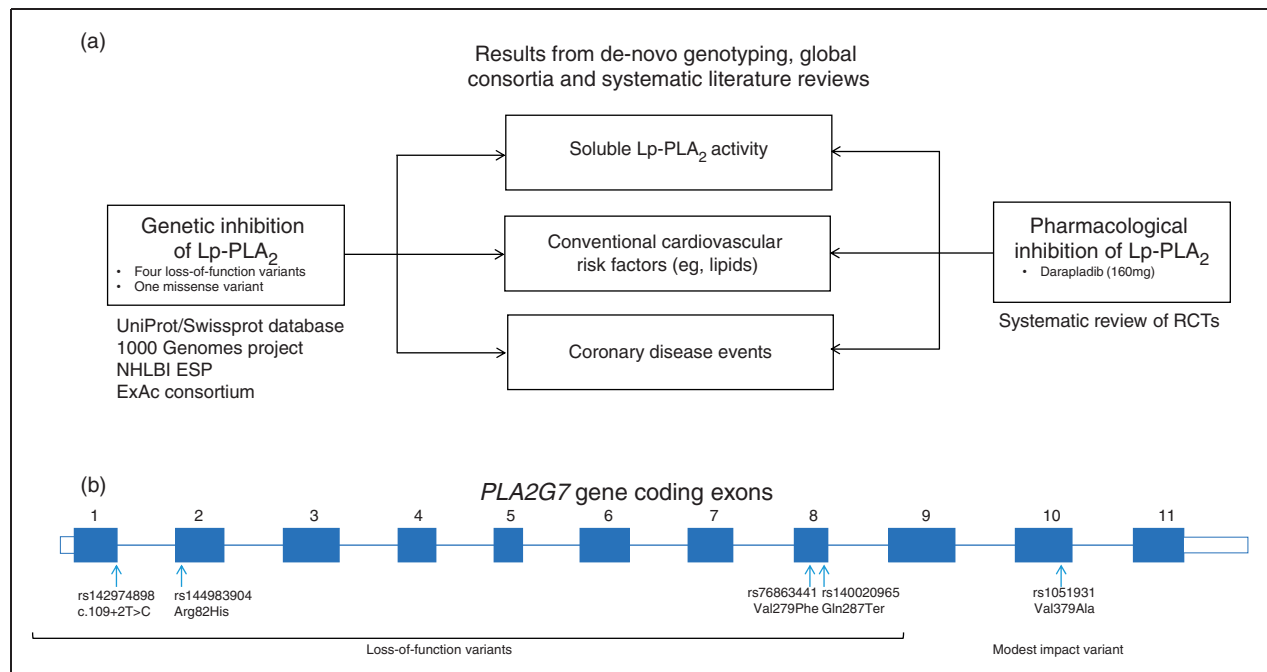 (a)
Results from de-novo genotyping, global
consortia and systematic literature reviews
Soluble Lp-PLA2 activity
Genetic inhibition
of Lp-PLA2
• Four loss-of-function variants
• One missense variant
UniProt/Swissprot database
1000 Genomes project
NHLBI ESP
ExAc consortium
Conventional cardiovascular
risk factors (eg, lipids)
Coronary disease events
Pharmacological
inhibition of Lp-PLA2
• Darapladib (160mg)
Systematic review of RCTs
(b)
PLA2G7 gene coding exons
1 2 3 4 5 6 7 8 9 10 11
rs142974898
c.109+2T>C
rs144983904
Arg82His
rs76863441
Val279Phe
rs140020965
Gln287Ter
rs1051931
Val379Ala
Loss-of-function variants
Modest impact variant